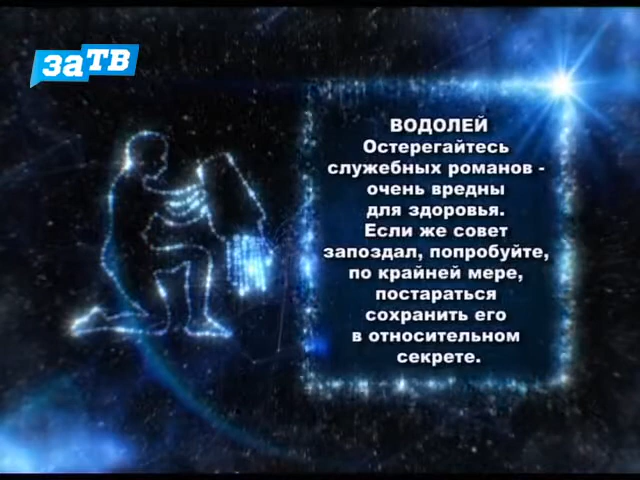 заТВ
ВОДОЛЕЙ
Остерегайтесь
служебных романов -
очень вредны
для здоровья.
Если же совет
запоздал, попробуйте,
по крайней мере,
постараться
сохранить его
в относительном
секрете.